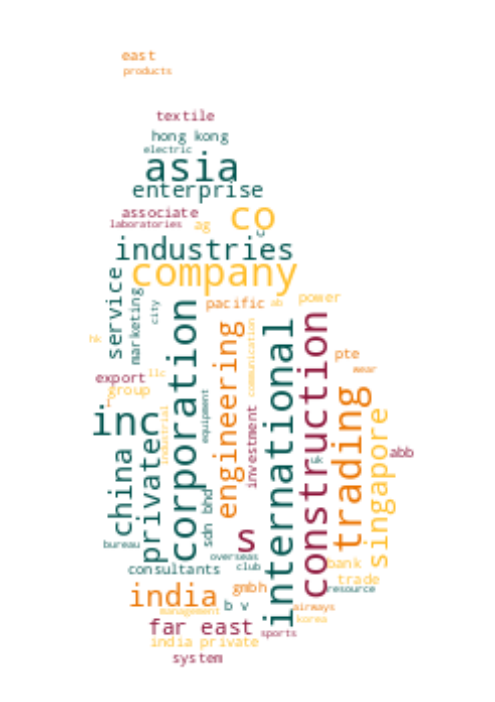 east
products
textile
hong kong
electric
asia
enterprise
associate
co
laboratories
ag
c
industries
company
service
marketing
city
corporation
pacific
ab
power
hk
engineering
communication
international
construction
pte
wear
export
llc
group
r
inc
industrial
equipment
investment
trading
singapore
abb
china
private
uk
sdn bhd
s
bureau
overseas
club
consultants
bank
trade
resource
india
gmbh
b v
management
airways
korea
far east
sports
india private
system